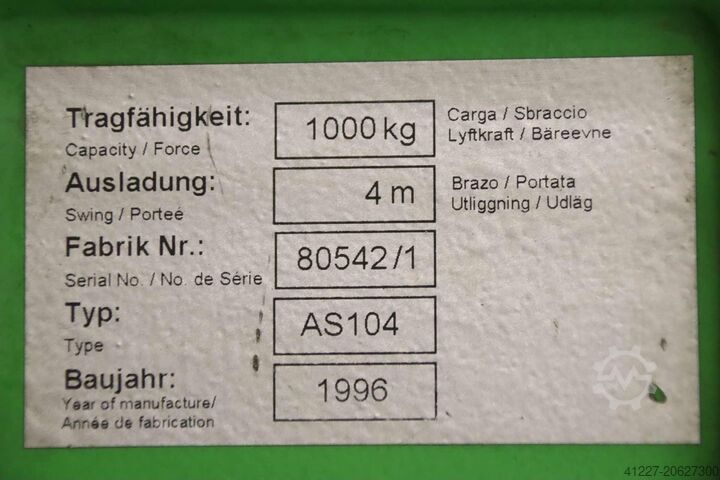 Tragfähigkeit:
Capacity / Force
1000 kg
Carga / Sbraccio
Lyftkraft / Bäreevne
Ausladung:
Swing / Porteé
4 m
Brazo / Portata
Utliggning / Udläg
Fabrik Nr.:
Serial No. / No. de Série
80542/1
Typ:
Type
AS104
Baujahr:
Year of manufacture/
Année de fabrication
1996
41227-20627300